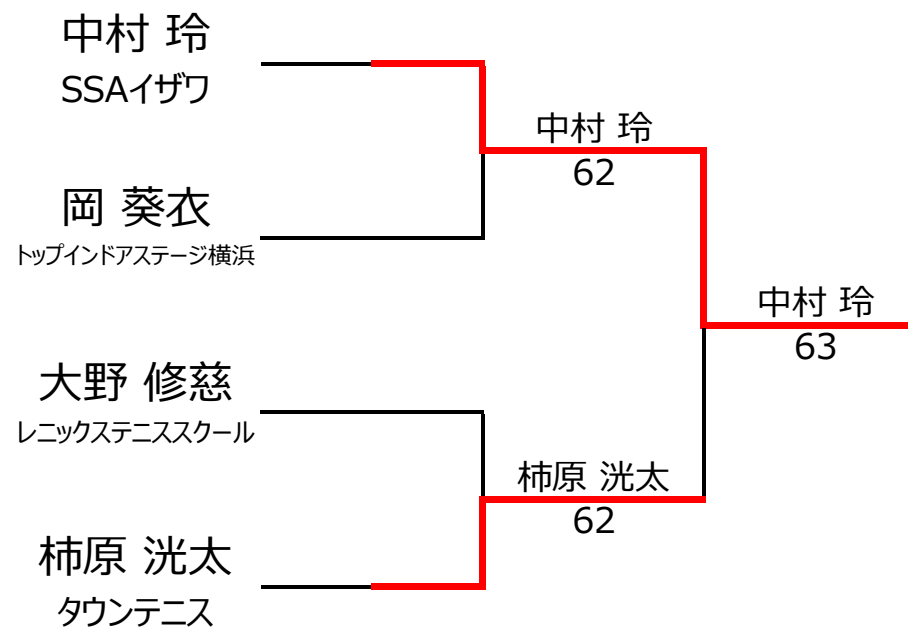 中村 玲
SSAイザワ
中村 玲
62
岡 葵衣
トップインドアステージ横浜
中村 玲
63
大野 修慈
レニックステニススクール
柿原 洸太
62
柿原 洸太
タウンテニス